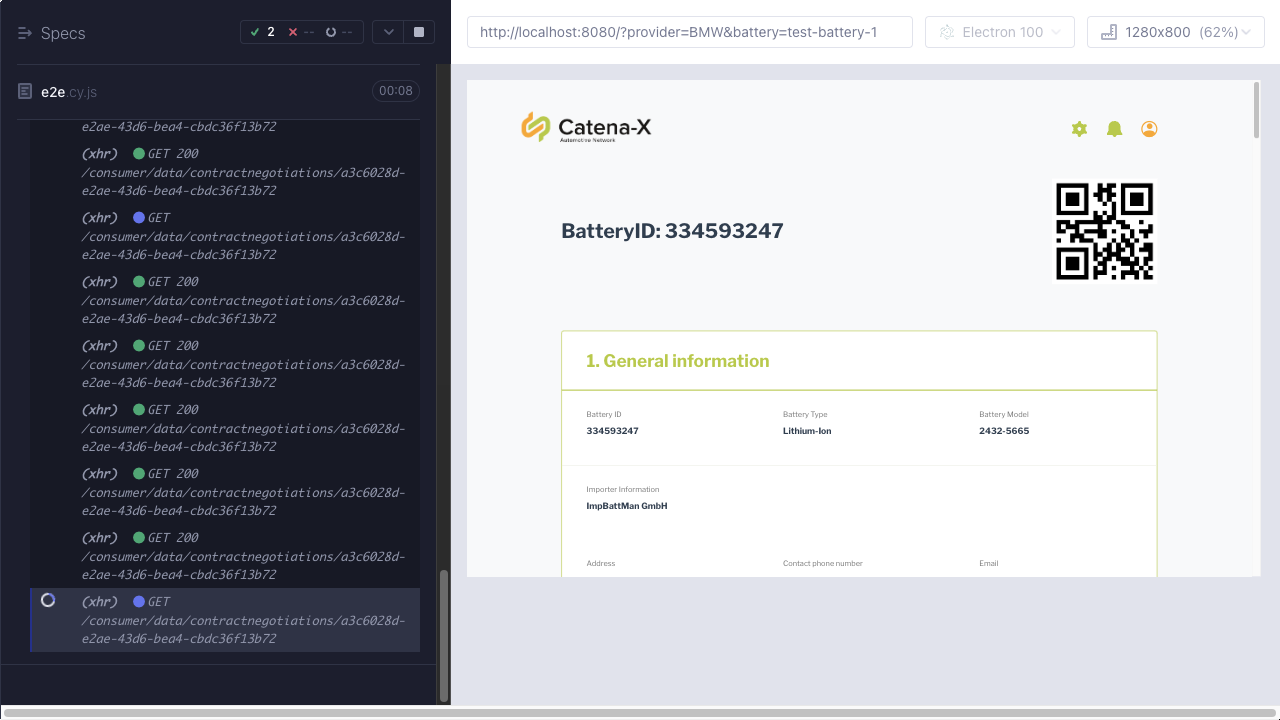 Specs
2
--
--
e2e.cy.js
00:08
e2ae-43d6-bea4-cbdc36f13b72
(xhr) GET 200
/consumer/data/contractnegotiations/a3c6028d-
e2ae-43d6-bea4-cbdc36f13b72
(xhr) GET
/consumer/data/contractnegotiations/a3c6028d-
e2ae-43d6-bea4-cbdc36f13b72
(xhr) GET 200
/consumer/data/contractnegotiations/a3c6028d-
e2ae-43d6-bea4-cbdc36f13b72
(xhr) GET 200
/consumer/data/contractnegotiations/a3c6028d-
e2ae-43d6-bea4-cbdc36f13b72
(xhr) GET 200
/consumer/data/contractnegotiations/a3c6028d-
e2ae-43d6-bea4-cbdc36f13b72
(xhr) GET 200
/consumer/data/contractnegotiations/a3c6028d-
e2ae-43d6-bea4-cbdc36f13b72
(xhr) GET 200
/consumer/data/contractnegotiations/a3c6028d-
e2ae-43d6-bea4-cbdc36f13b72
(xhr) GET
/consumer/data/contractnegotiations/a3c6028d-
e2ae-43d6-bea4-cbdc36f13b72
http://localhost:8080/?provider=BMW&battery=test-battery-1
Electron 100
1280x800 (62%)
Catena-X
Automotive Network
BatteryID: 334593247
1. General information
Battery ID
334593247
Battery Type
Lithium-Ion
Battery Model
2432-5665
Importer Information
ImpBattMan GmbH
Address
Contact phone number
Email